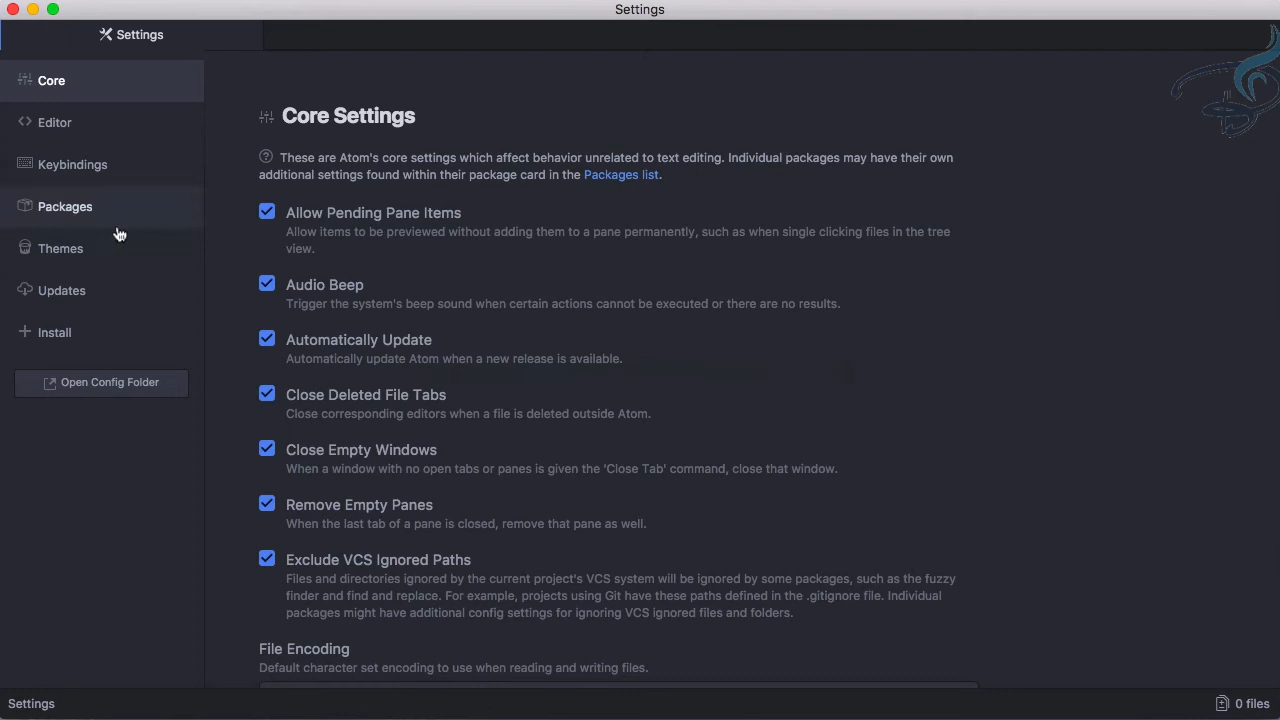 Settings
Settings
Core
Editor
Keybindings
Packages
Themes
Updates
Install
Open Config Folder
Core Settings
These are Atom's core settings which affect behavior unrelated to text editing. Individual packages may have their own
additional settings found within their package card in the Packages list.
Allow Pending Pane Items
Allow items to be previewed without adding them to a pane permanently, such as when single clicking files in the tree
view.
Audio Beep
Trigger the system's beep sound when certain actions cannot be executed or there are no results.
Automatically Update
Automatically update Atom when a new release is available.
Close Deleted File Tabs
Close corresponding editors when a file is deleted outside Atom.
Close Empty Windows
When a window with no open tabs or panes is given the 'Close Tab' command, close that window.
Remove Empty Panes
When the last tab of a pane is closed, remove that pane as well.
Exclude VCS Ignored Paths
Files and directories ignored by the current project's VCS system will be ignored by some packages, such as the fuzzy
finder and find and replace. For example, projects using Git have these paths defined in the .gitignore file. Individual
packages might have additional config settings for ignoring VCS ignored files and folders.
File Encoding
Default character set encoding to use when reading and writing files.
Settings
0 files